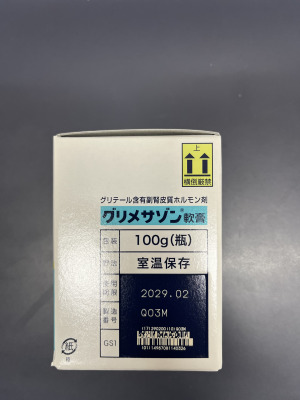 上
横倒厳禁
グリテール含有副腎皮質ホルモン剤
グリメサゾン®軟膏
包装 100g(瓶)
貯法 室温保存
使用期限 2029.02
製造番号 Q03M
GS1
紙
箱